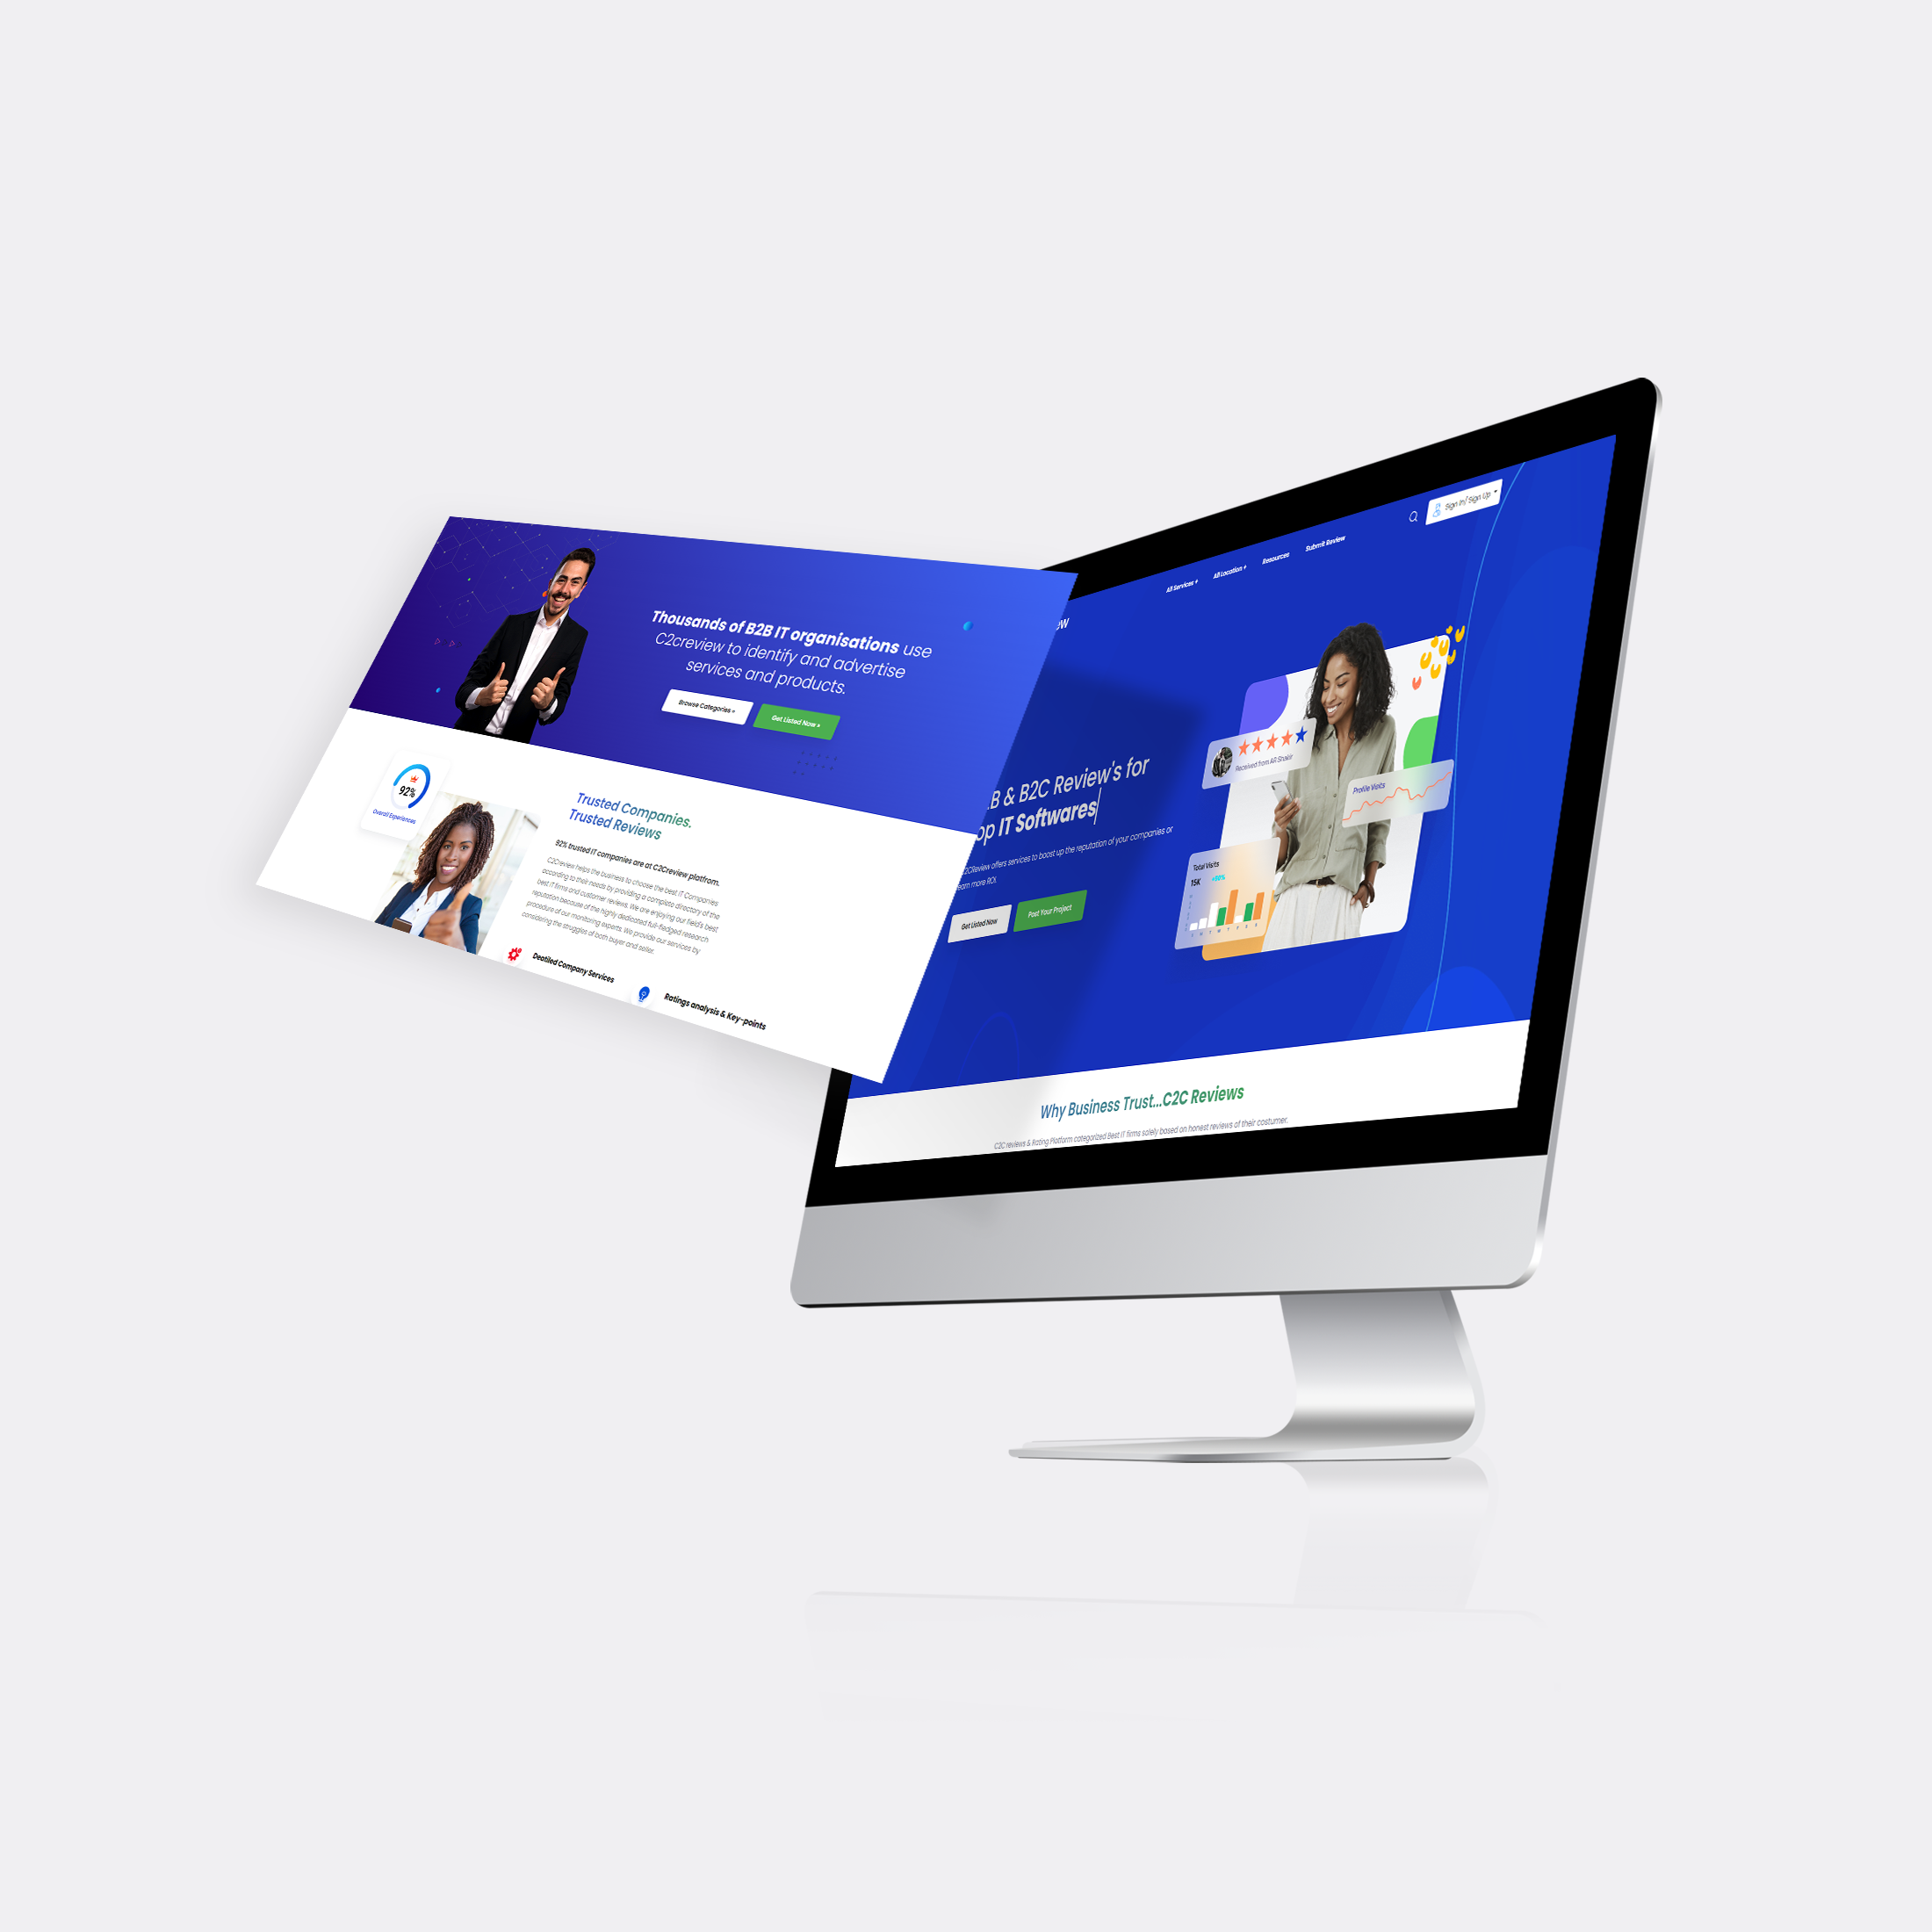 Thousands of B2B IT organisations use
C2creview to identify and advertise
services and products.
Browse Categories »
Get Listed Now »
92%
Overall Experiences
Trusted Companies.
Trusted Reviews
92% trusted IT companies are at C2Creview platfrom.
C2Creview helps the business to choose the best IT Companies
according to their needs by providing a complete directory of the
best IT firms and customer reviews. We are enjoying our field's best
reputation because of the highly dedicated full-fledged research
procedure of our monitoring experts. We provide our services by
considering the struggles of both buyer and seller.
Deatiled Company Services
Ratings analysis & Key-points
Sign In/ Sign Up
All Services +
All Location +
Resources
Submit Review
ew
B & B2C Review's for
op IT Softwares
C2CReview offers services to boost up the reputation of your companies or
earn more ROI.
Get Listed Now
Post Your Project
Received from AR Shakir
Profile Visits
Total Visits
15K
Why Business Trust...C2C Reviews
C2C reviews & Rating Platform categorized Best IT firms solely based on honest reviews of their costumer.